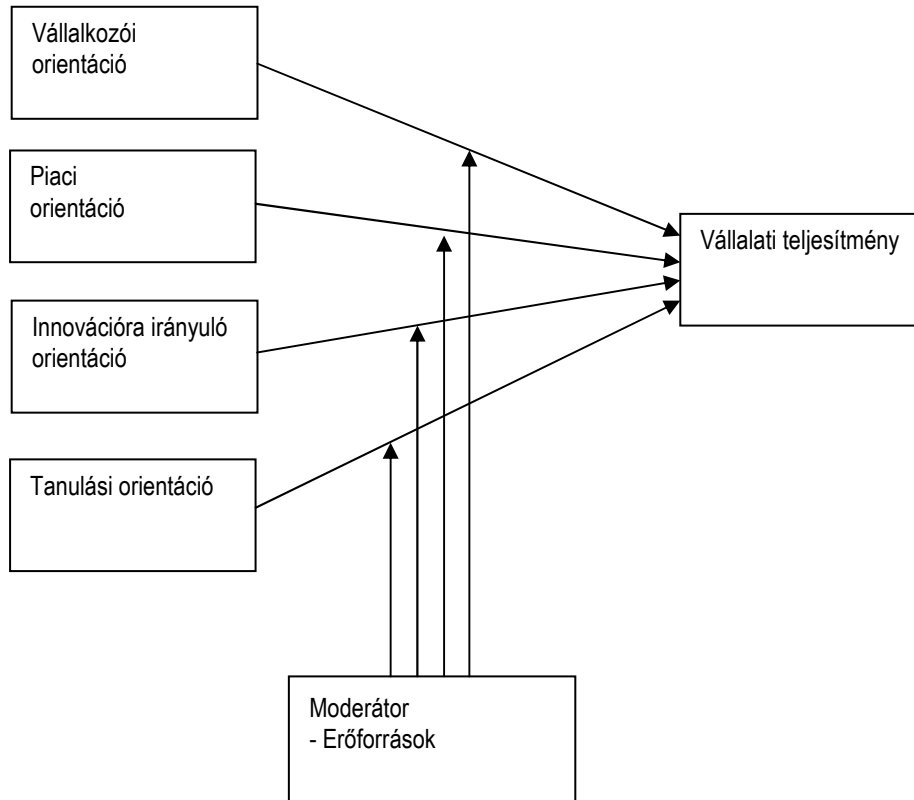 Vállalkozói
orientáció
Piaci
orientáció
Vállalati teljesítmény
Innovációra irányuló
orientáció
Tanulási orientáció
Moderátor
- Erőforrások